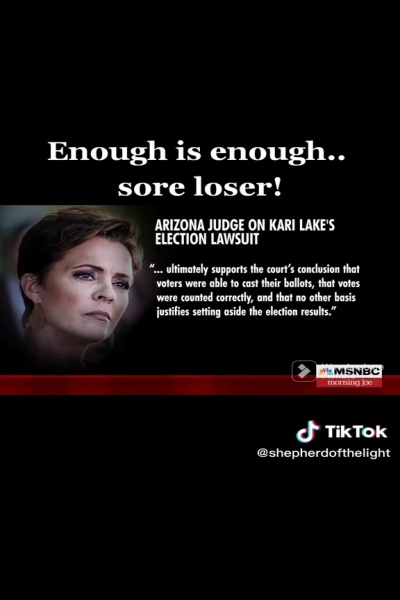 Enough is enough..
sore loser!
ARIZONA JUDGE ON KARI LAKE'S
ELECTION LAWSUIT
“... ultimately supports the court’s conclusion that
voters were able to cast their ballots, that votes
were counted correctly, and that no other basis
justifies setting aside the election results.”
MSNBC
morning joe
TikTok
@shepherdofthelight